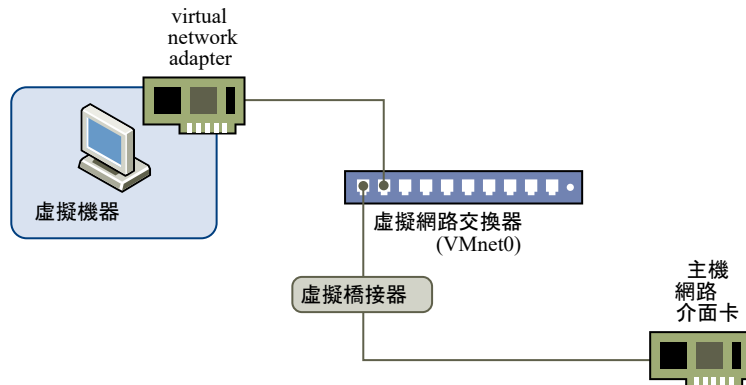 virtual
network
adapter
虛擬機器
虛擬網路交換器
(VMnet0)
虛擬橋接器
主機
網路
介面卡